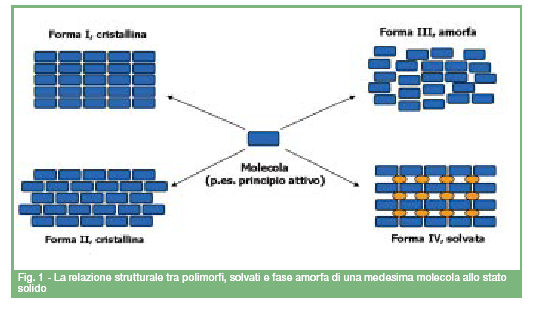 Forma I, cristallina
Forma III, amorfa
Molecola
(p.es. principio attivo)
Forma II, cristallina
Forma IV, solvata
Fig. 1 - La relazione strutturale tra polimorfi, solvati e fase amorfa di una medesima molecola allo stato
solido